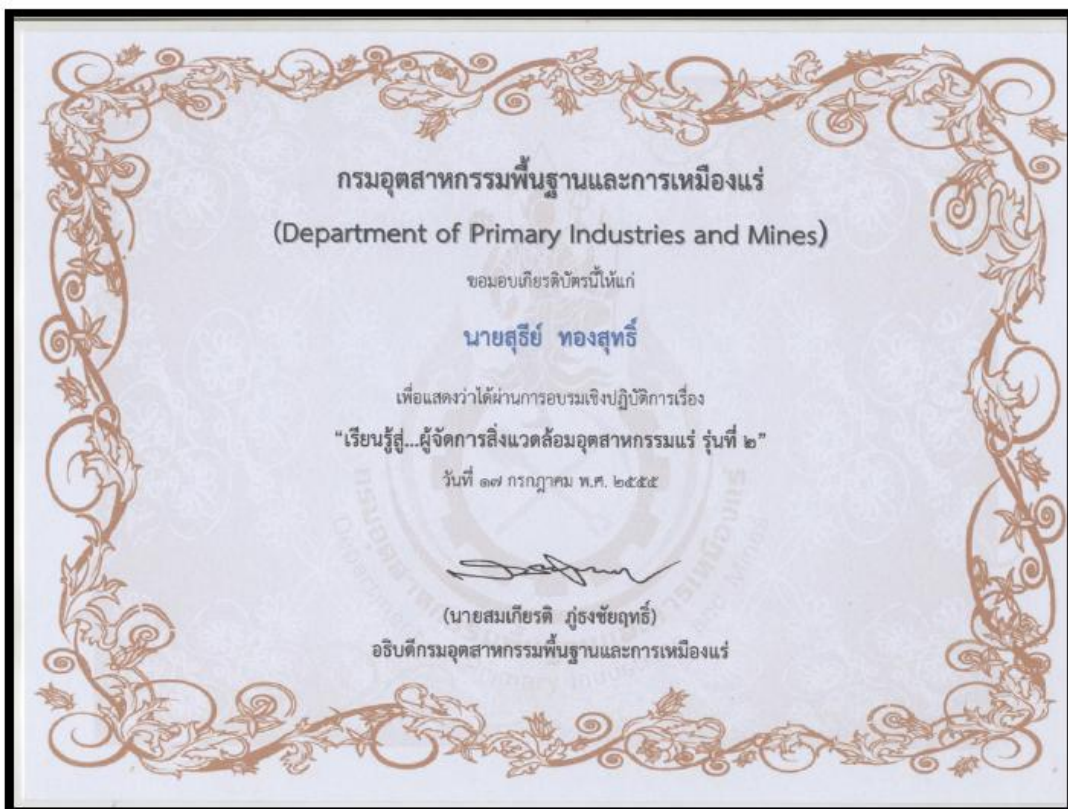 กรมอุตสาหกรรมพื้นฐานและการเหมืองแร่
(Department of Primary Industries and Mines)
ขอมอบเกียรติบัตรนี้ให้แก่
นายสุธีย์ ทองสุทธิ์
เพื่อแสดงว่าได้ผ่านการอบรมเชิงปฏิบัติการเรื่อง
“เรียนรู้สู่...ผู้จัดการสิ่งแวดล้อมอุตสาหกรรมแร่ รุ่นที่ ๒”
วันที่ ๑๗ กรกฎาคม พ.ศ. ๒๕๕๕
(นายสมเกียรติ ภู่ธงชัยฤทธิ์)
อธิบดีกรมอุตสาหกรรมพื้นฐานและการเหมืองแร่